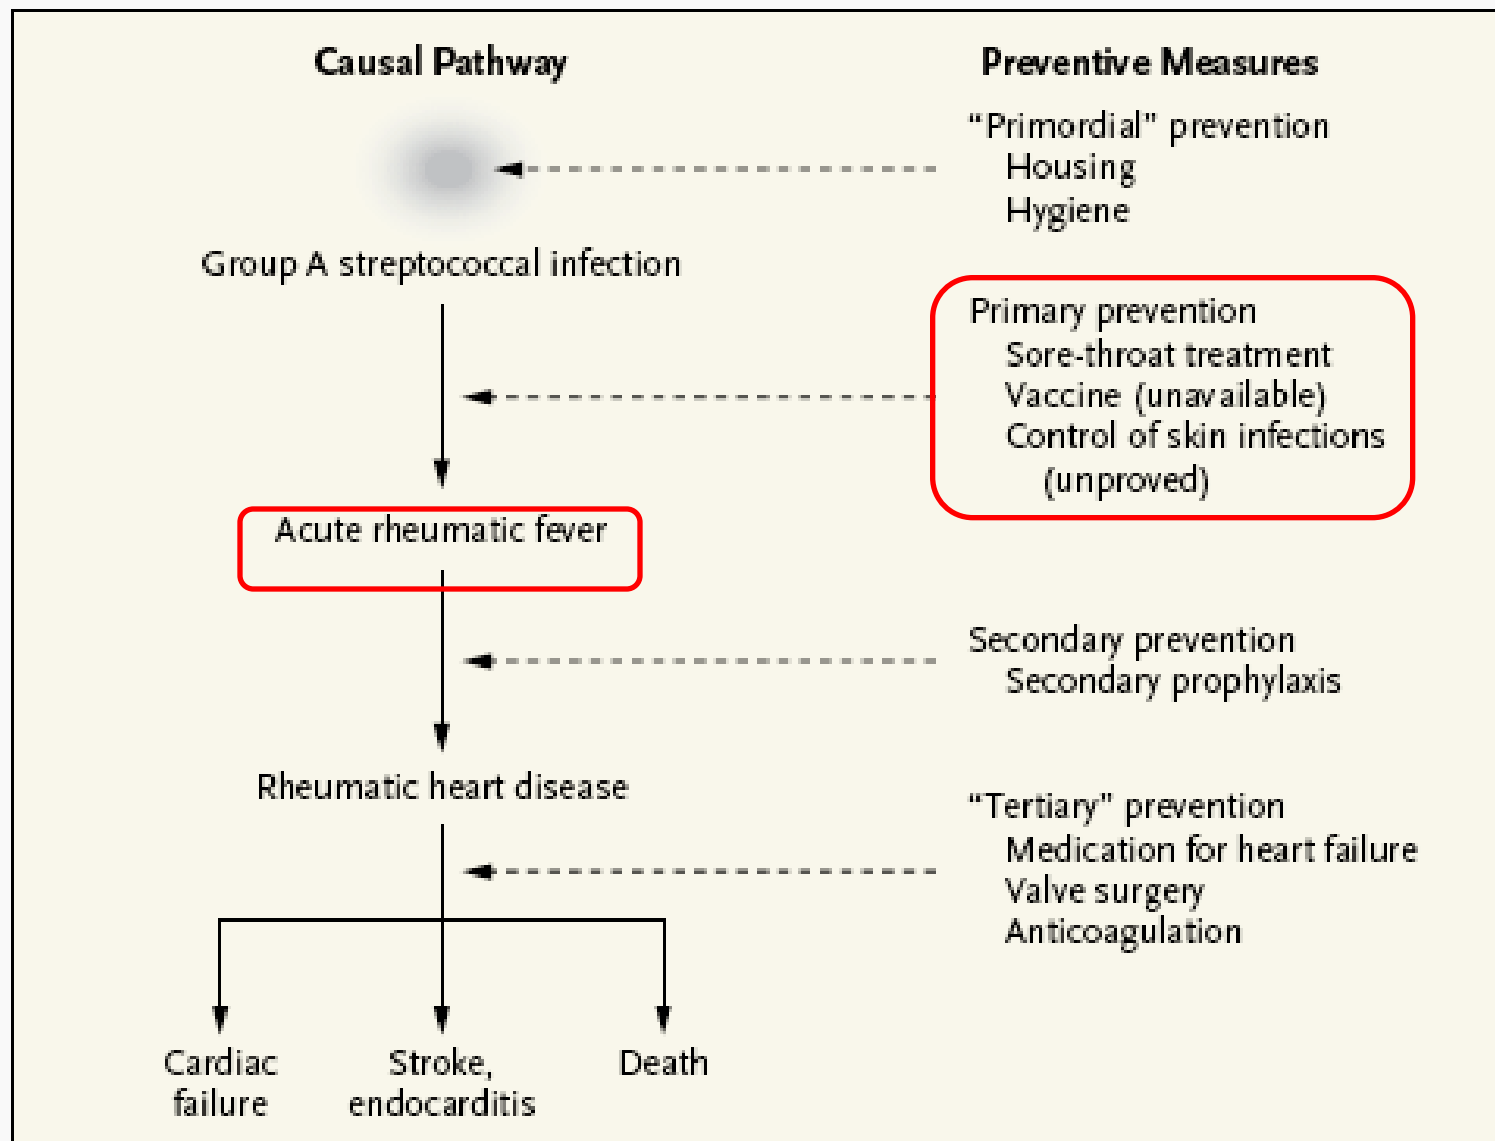 Causal Pathway
Preventive Measures
“Primordial” prevention
Housing
Hygiene
Group A streptococcal infection
Primary prevention
Sore-throat treatment
Vaccine (unavailable)
Control of skin infections
(unproved)
Acute rheumatic fever
Secondary prevention
Secondary prophylaxis
Rheumatic heart disease
“Tertiary” prevention
Medication for heart failure
Valve surgery
Anticoagulation
Cardiac
failure
Stroke,
endocarditis
Death